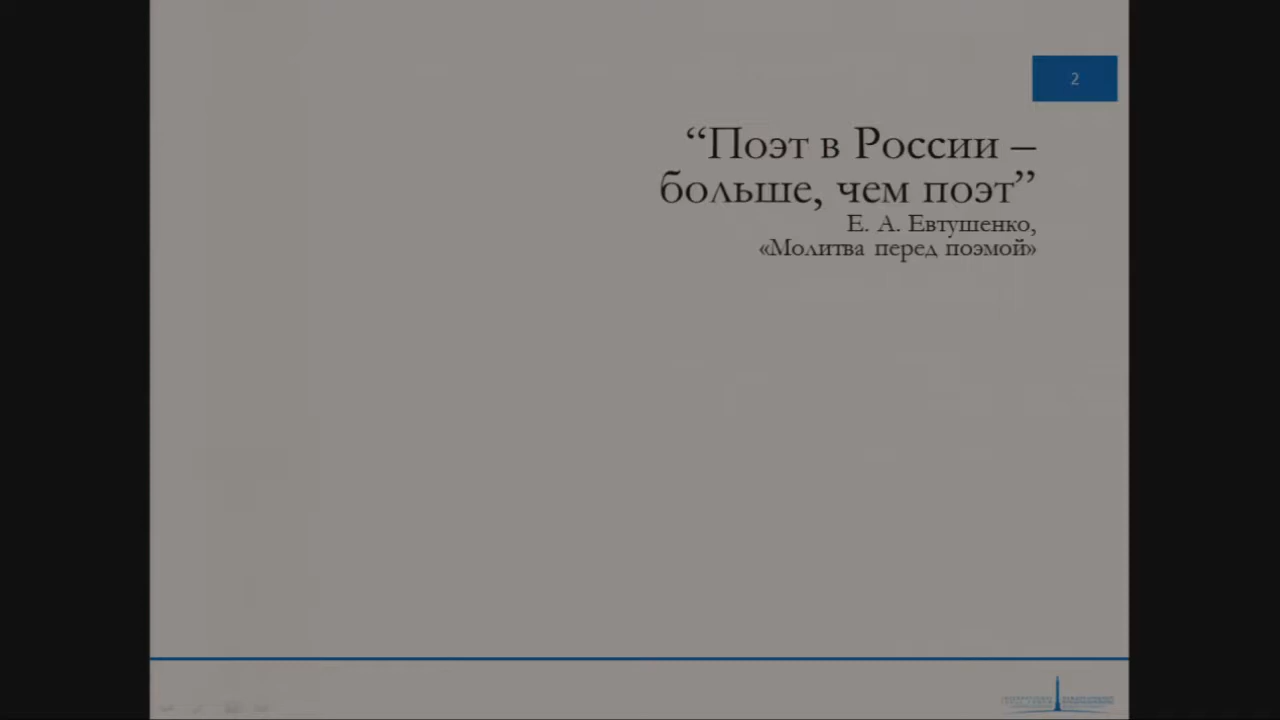 2
“Поэт в России –
больше, чем поэт”
Е. А. Евтушенко,
«Молитва перед поэмой»